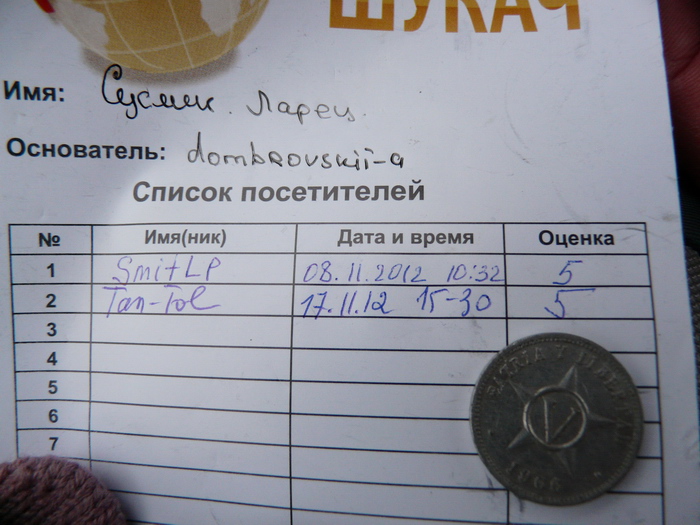 ШУКАЧ
Имя: Суслик. Ларец.
Основатель: dombrovskii-a
Список посетителей
№ Имя(ник) Дата и время Оценка
1 SmitLP 08.11.2012 10:32 5
2 Tan-Tol 17.11.12 15-30 5
3
4
5
6
7
PATRIA Y LIBERTAD
V
1968